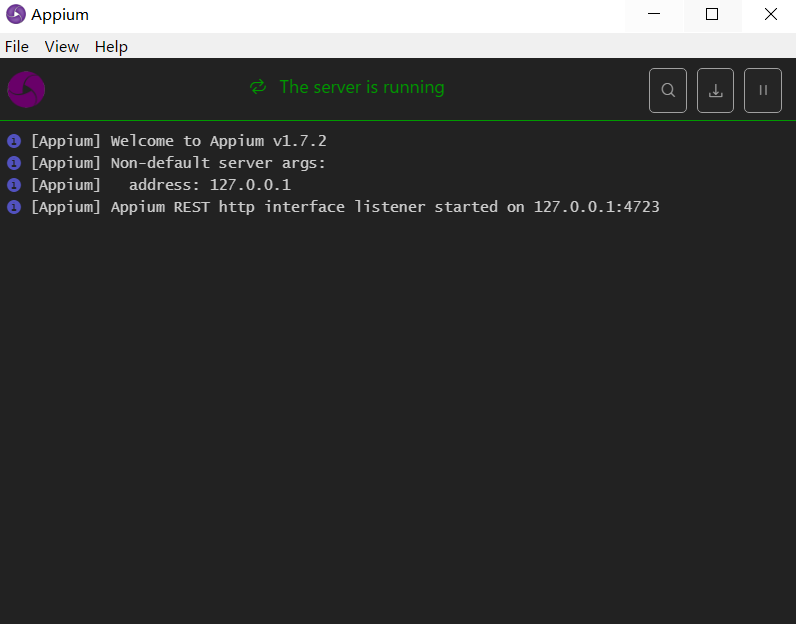 Appium
File View Help
The server is running
[Appium] Welcome to Appium v1.7.2
[Appium] Non-default server args:
[Appium]   address: 127.0.0.1
[Appium] Appium REST http interface listener started on 127.0.0.1:4723